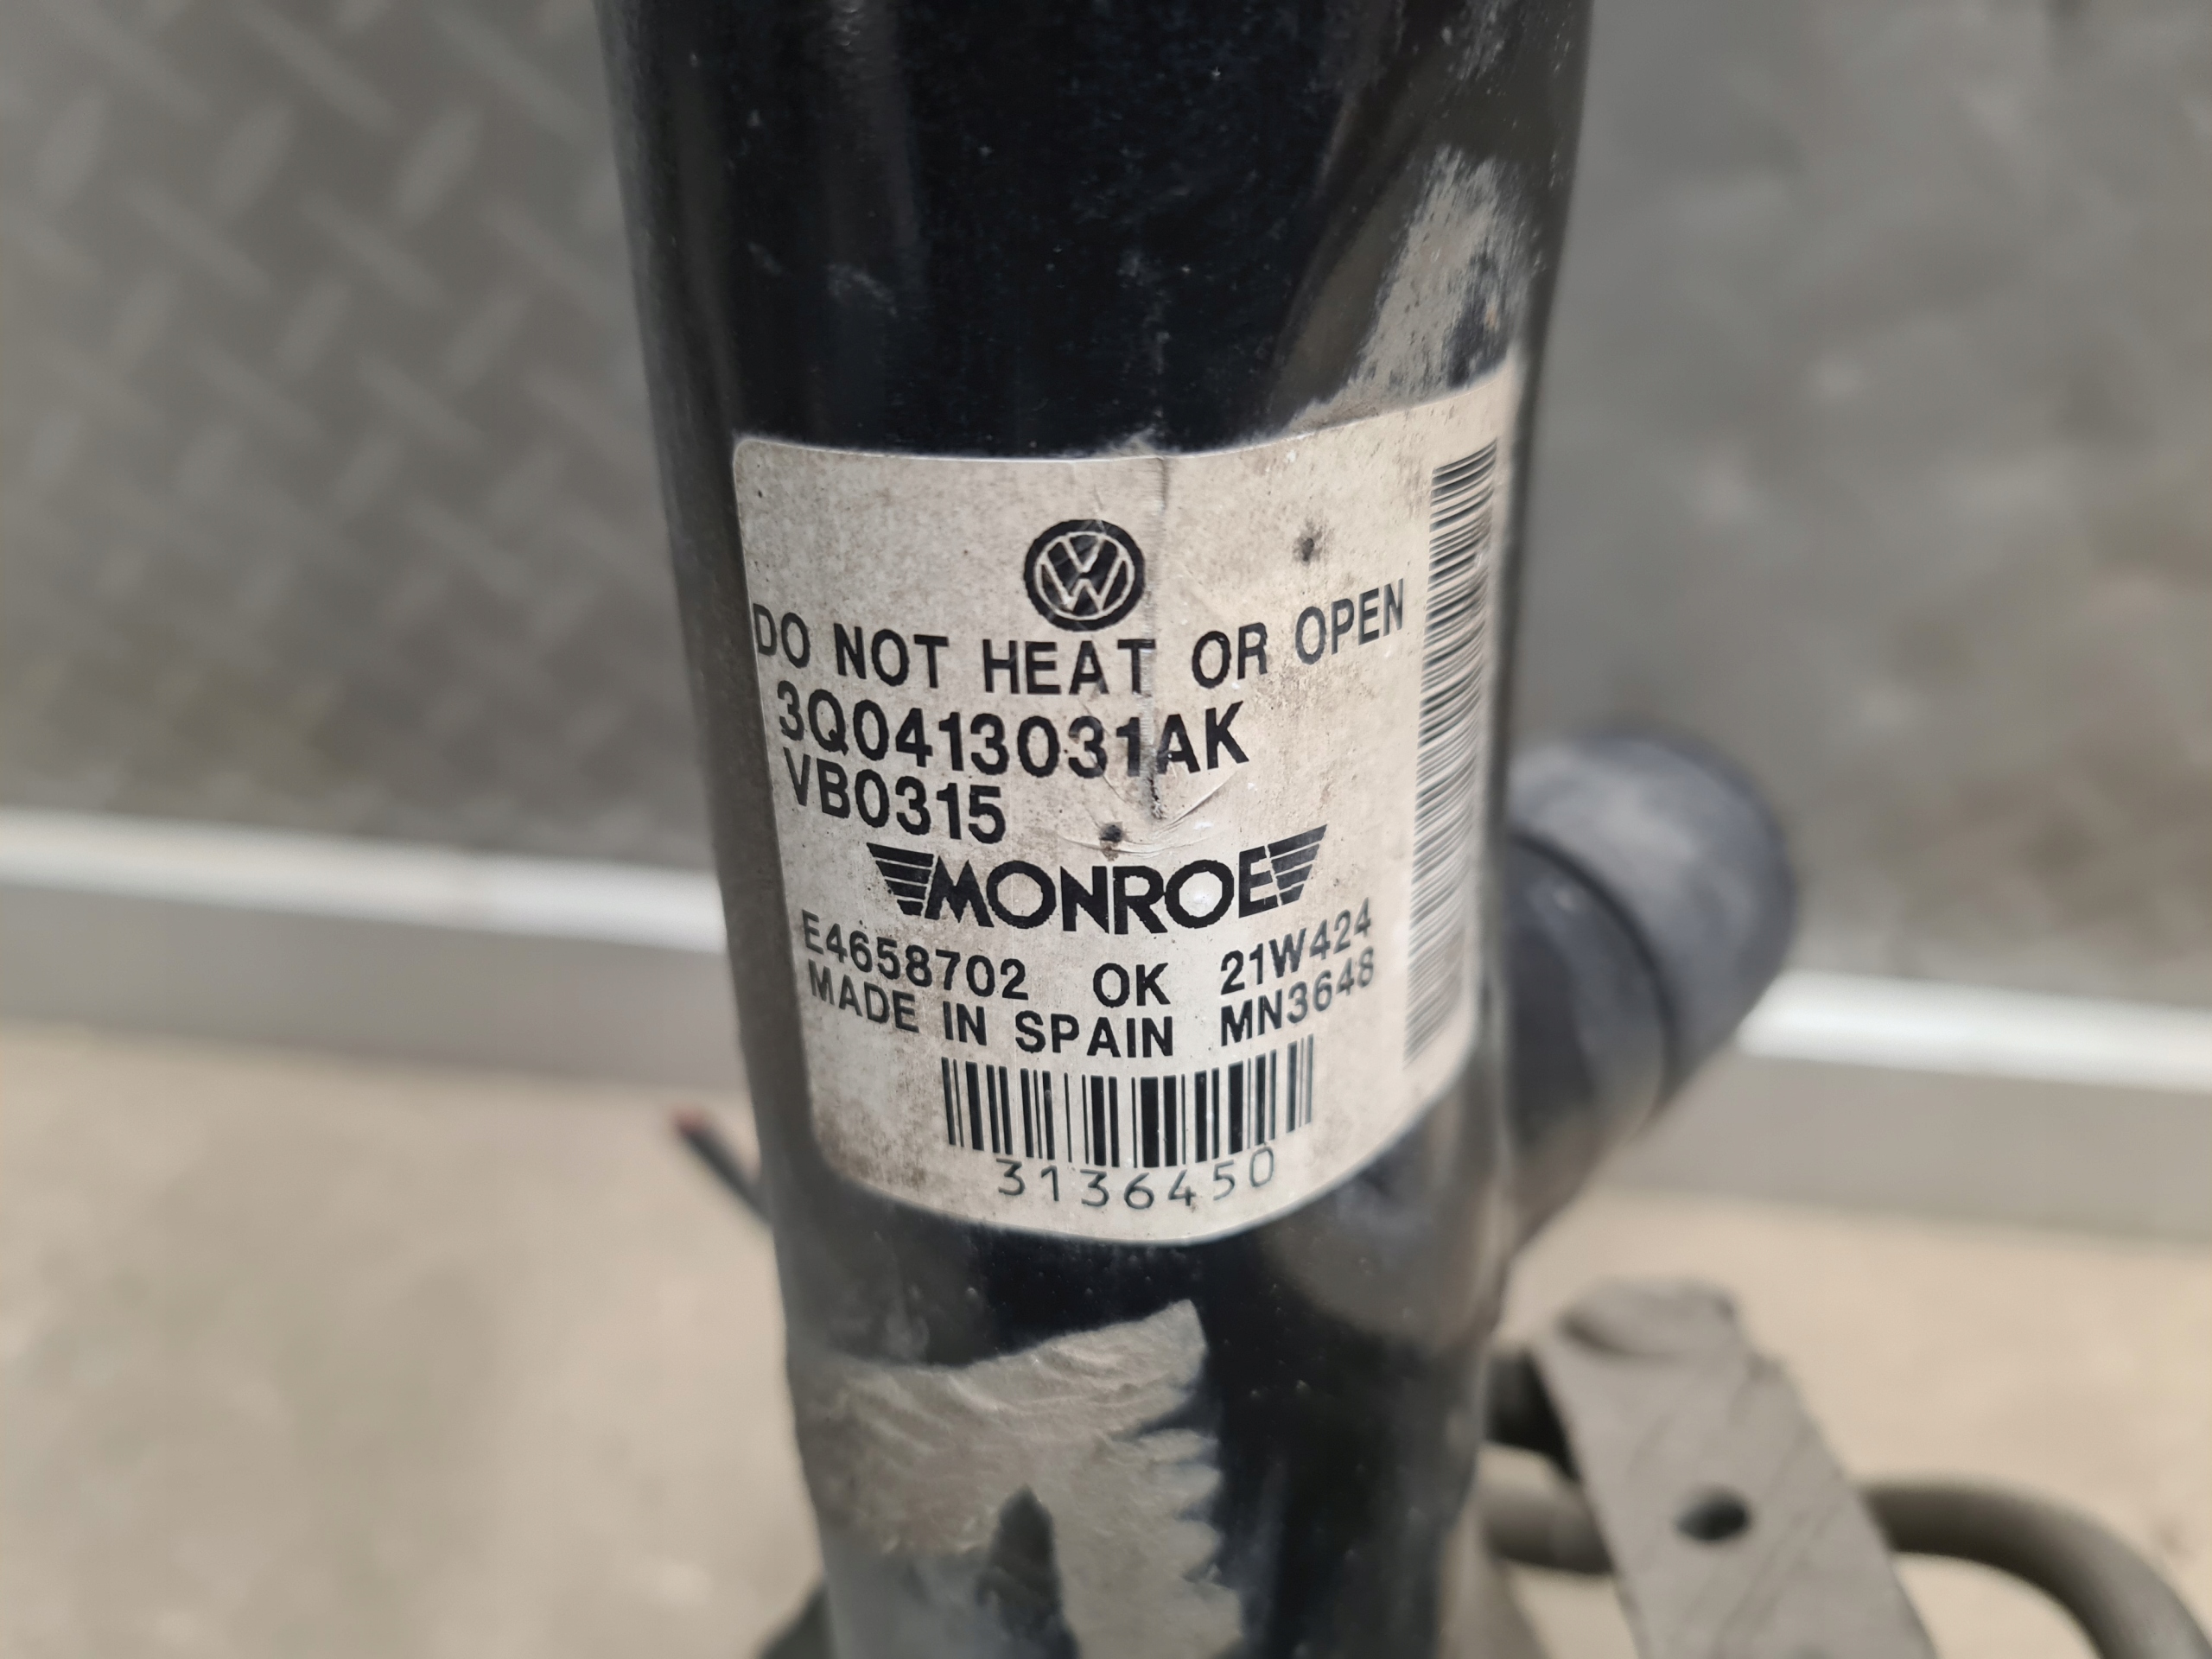 DO NOT HEAT OR OPEN
3Q0413031AK
VB0315
MONROE
E4658702 OK 21W424
MADE IN SPAIN MN3648
3136450